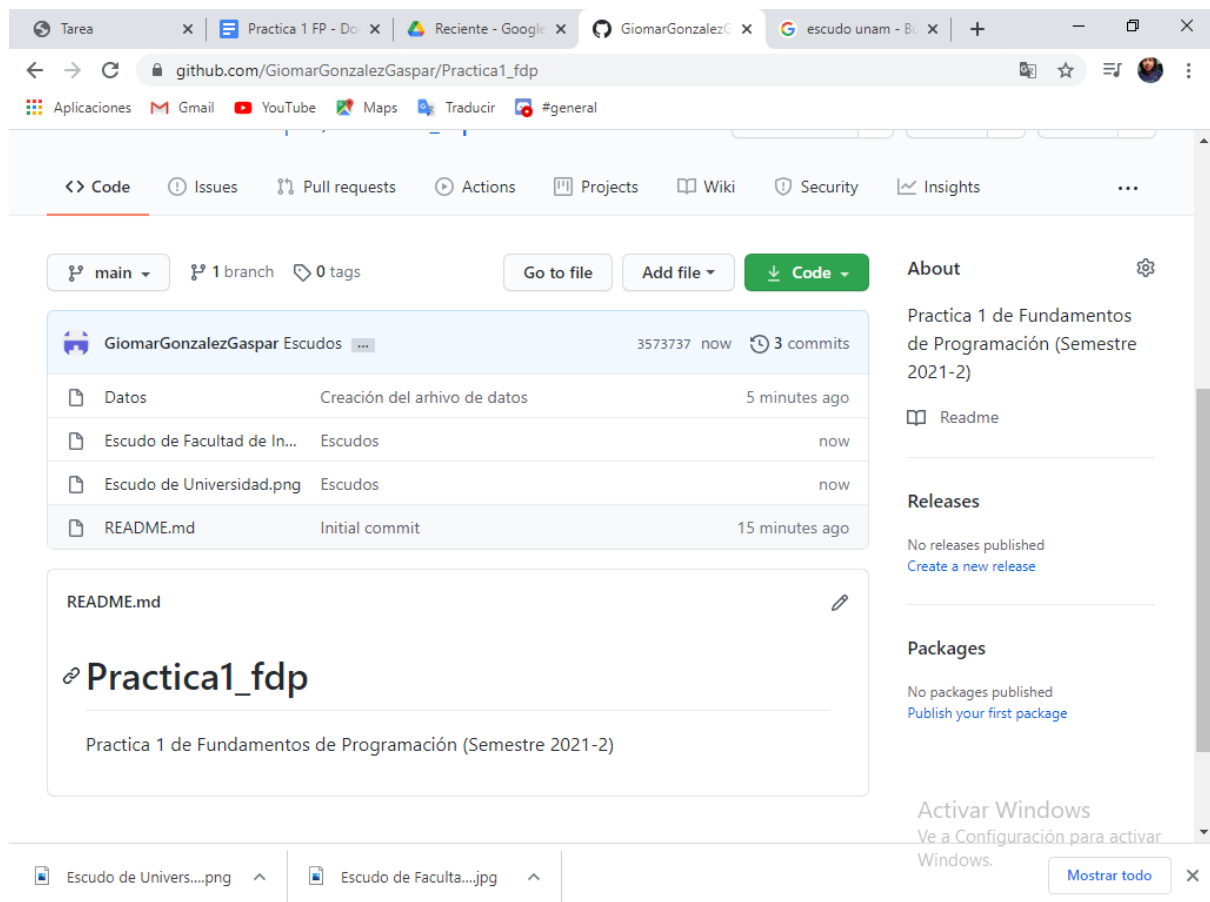 Tarea
Practica 1 FP - Do
Reciente - Google
GiomarGonzalezG
escudo unam - Bu
github.com/GiomarGonzalezGaspar/Practica1_fdp
Aplicaciones Gmail YouTube Maps Traducir #general
Code Issues Pull requests Actions Projects Wiki Security Insights ...
main 1 branch 0 tags Go to file Add file Code
GiomarGonzalezGaspar Escudos ... 3573737 now 3 commits
Datos Creación del arhivo de datos 5 minutes ago
Escudo de Facultad de In... Escudos now
Escudo de Universidad.png Escudos now
README.md Initial commit 15 minutes ago
README.md
Practica1_fdp
Practica 1 de Fundamentos de Programación (Semestre 2021-2)
About
Practica 1 de Fundamentos
de Programación (Semestre
2021-2)
Readme
Releases
No releases published
Create a new release
Packages
No packages published
Publish your first package
Activar Windows
Ve a Configuración para activar
Windows.
Escudo de Univers....png
Escudo de Faculta....jpg
Mostrar todo